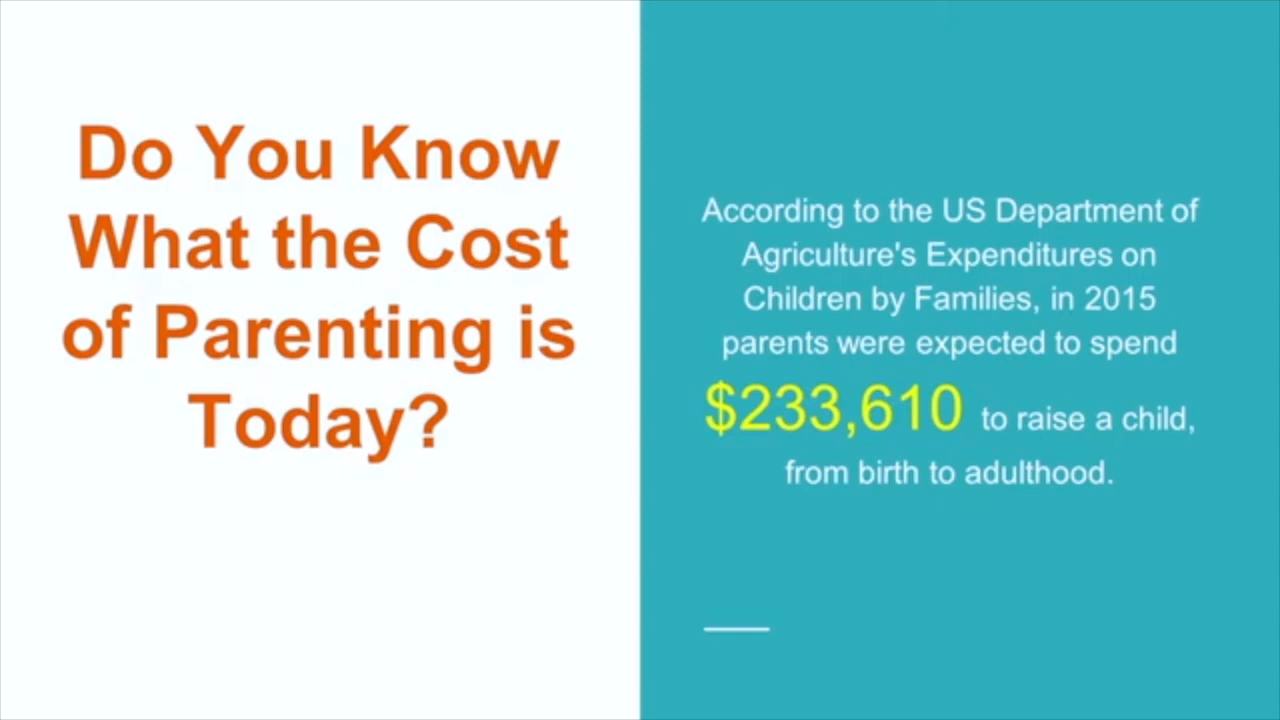 Do You Know
What the Cost
of Parenting is
Today?
According to the US Department of
Agriculture's Expenditures on
Children by Families, in 2015
parents were expected to spend
$233,610 to raise a child,
from birth to adulthood.